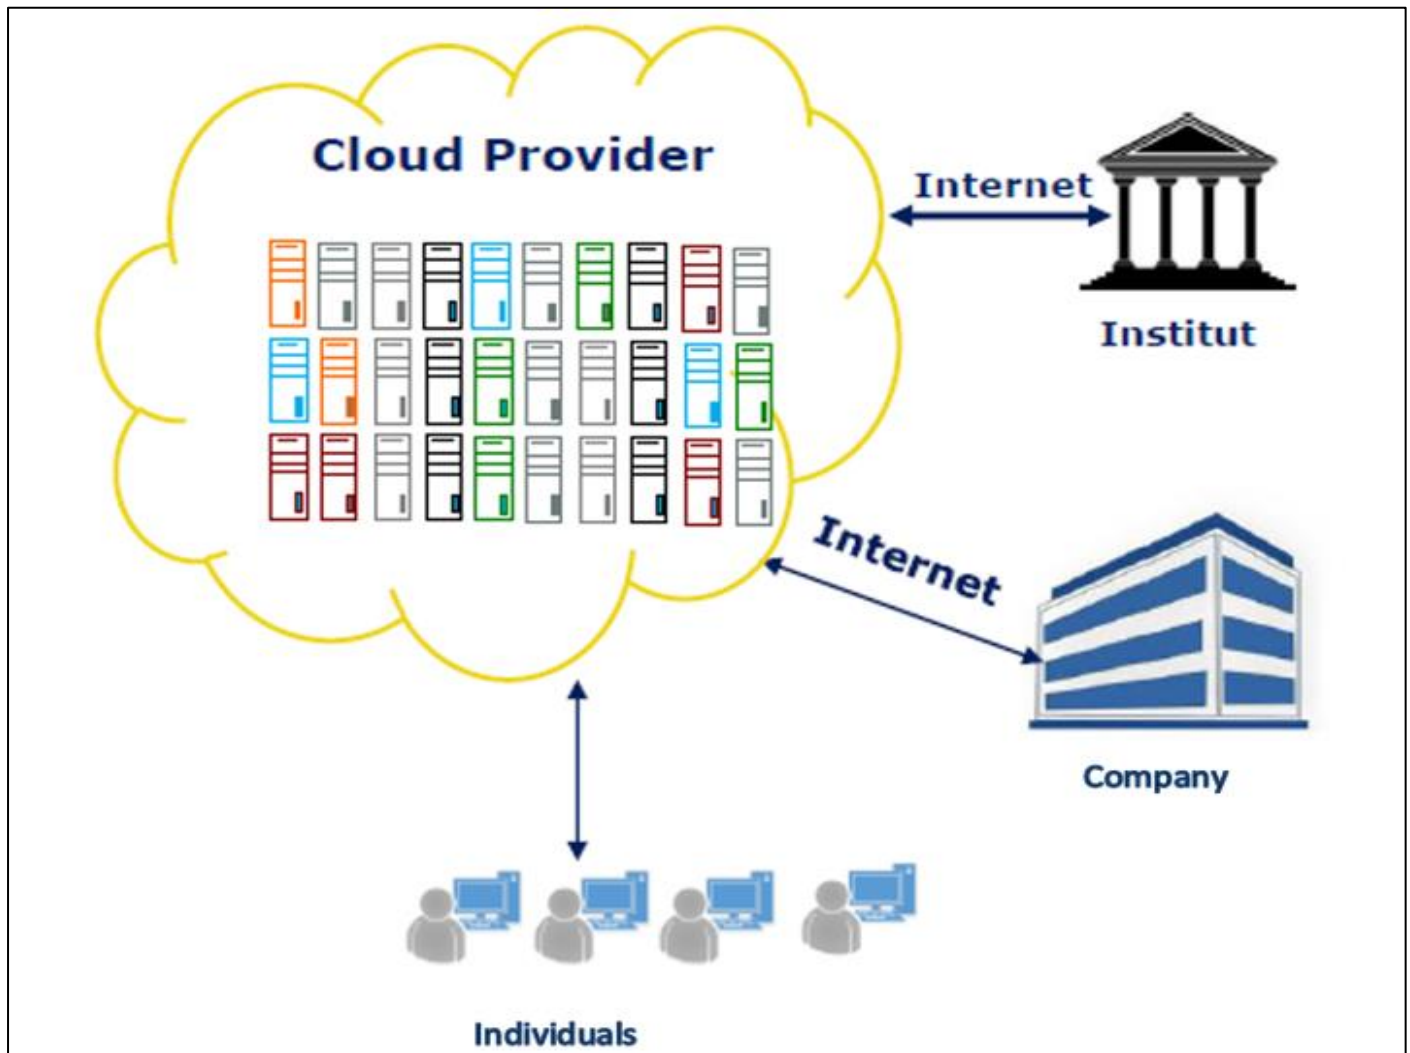 Cloud Provider
Internet
Institut
Internet
Company
Individuals